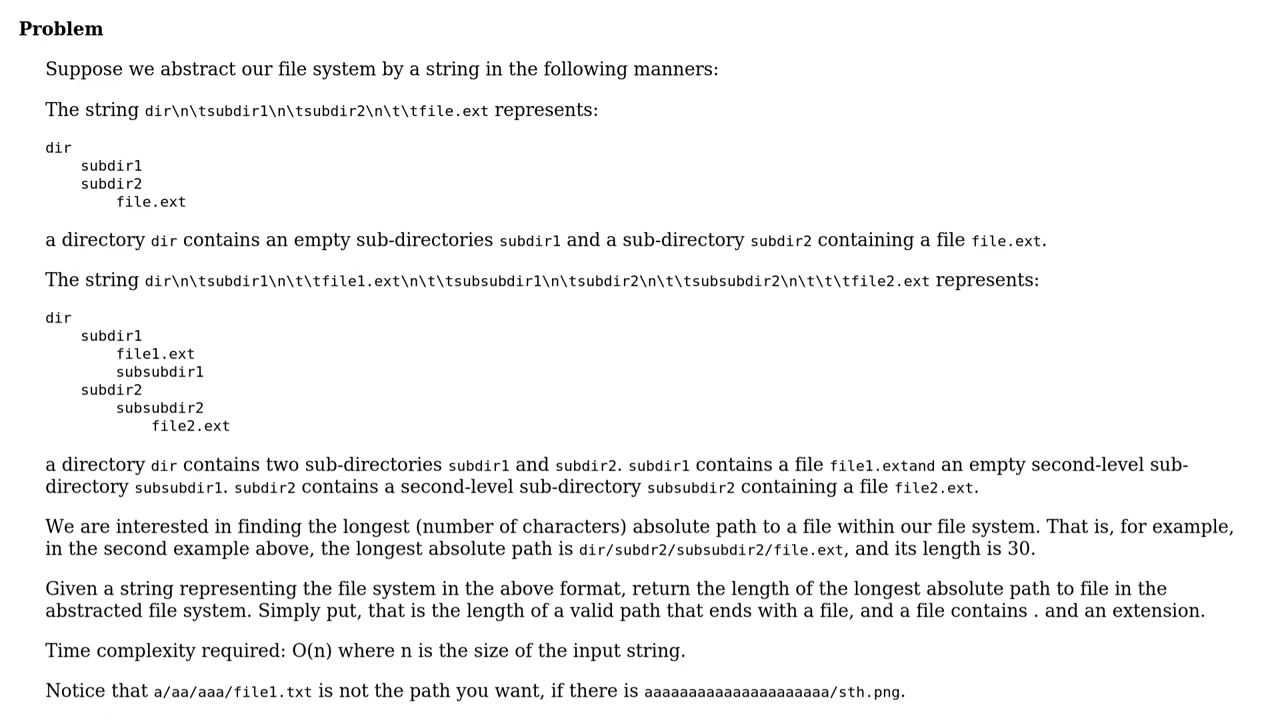 Problem
Suppose we abstract our file system by a string in the following manners:
The string dir\n\tsubdir1\n\tsubdir2\n\t\tfile.ext represents:
dir
    subdir1
    subdir2
        file.ext
a directory dir contains an empty sub-directories subdir1 and a sub-directory subdir2 containing a file file.ext.
The string dir\n\tsubdir1\n\t\tfile1.ext\n\t\tsubsubdir1\n\tsubdir2\n\t\tsubsubdir2\n\t\t\tfile2.ext represents:
dir
    subdir1
        file1.ext
        subsubdir1
    subdir2
        subsubdir2
            file2.ext
a directory dir contains two sub-directories subdir1 and subdir2. subdir1 contains a file file1.extand an empty second-level sub-
directory subsubdir1. subdir2 contains a second-level sub-directory subsubdir2 containing a file file2.ext.
We are interested in finding the longest (number of characters) absolute path to a file within our file system. That is, for example,
in the second example above, the longest absolute path is dir/subdr2/subsubdir2/file.ext, and its length is 30.
Given a string representing the file system in the above format, return the length of the longest absolute path to file in the
abstracted file system. Simply put, that is the length of a valid path that ends with a file, and a file contains . and an extension.
Time complexity required: O(n) where n is the size of the input string.
Notice that a/aa/aaa/file1.txt is not the path you want, if there is aaaaaaaaaaaaaaaaaaaaa/sth.png.